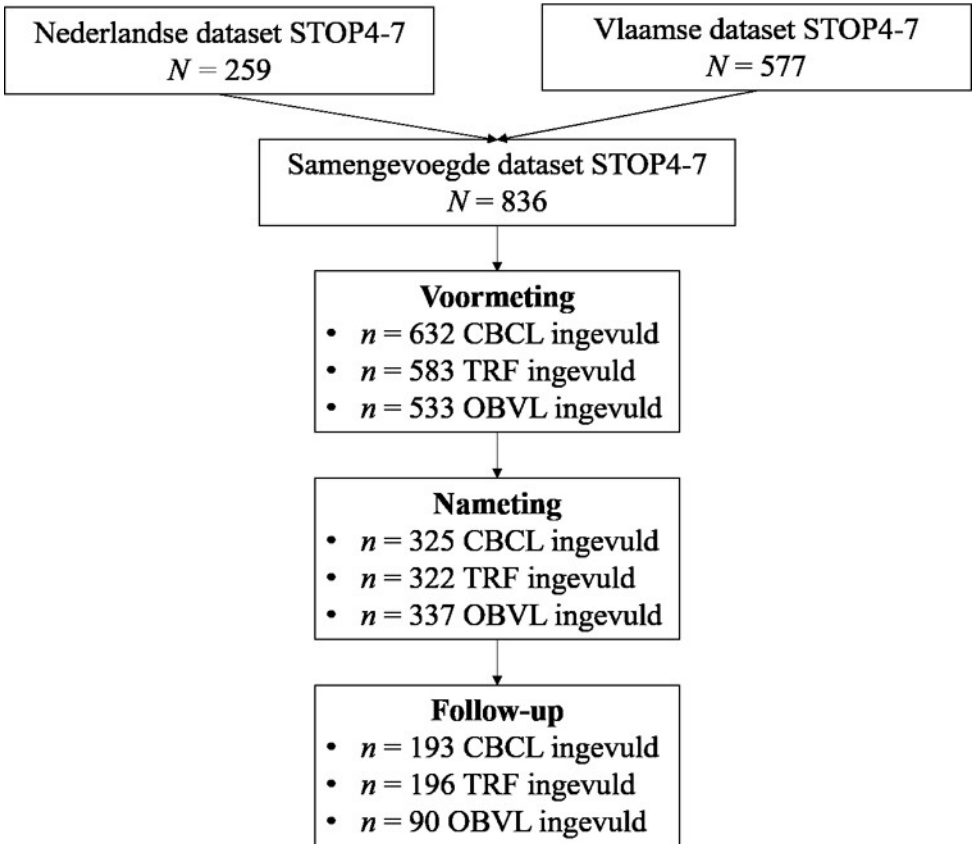 Nederlandse dataset STOP4-7
N = 259
Vlaamse dataset STOP4-7
N = 577
Samengevoegde dataset STOP4-7
N = 836
Voormeting
• n = 632 CBCL ingevuld
• n = 583 TRF ingevuld
• n = 533 OBVL ingevuld
Nameting
• n = 325 CBCL ingevuld
• n = 322 TRF ingevuld
• n = 337 OBVL ingevuld
Follow-up
• n = 193 CBCL ingevuld
• n = 196 TRF ingevuld
• n = 90 OBVL ingevuld